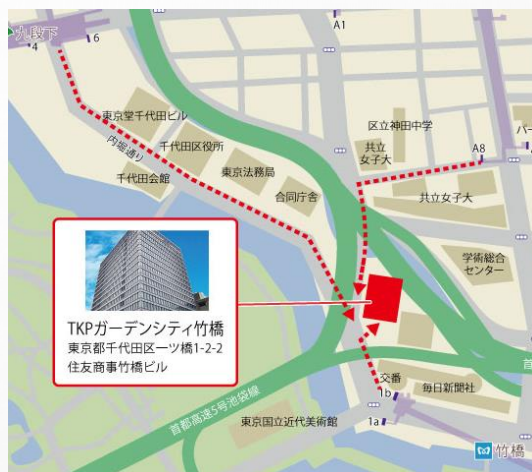 九段下
4
6
A1
東京堂千代田ビル
内堀通り
千代田区役所
千代田会館
東京法務局
合同庁舎
区立神田中学
共立
女子大
A8
共立女子大
学術総合
センター
TKPガーデンシティ竹橋
東京都千代田区一ツ橋1-2-2
住友商事竹橋ビル
首都高速5号池袋線
交番
1b
毎日新聞社
東京国立近代美術館
1a
竹橋